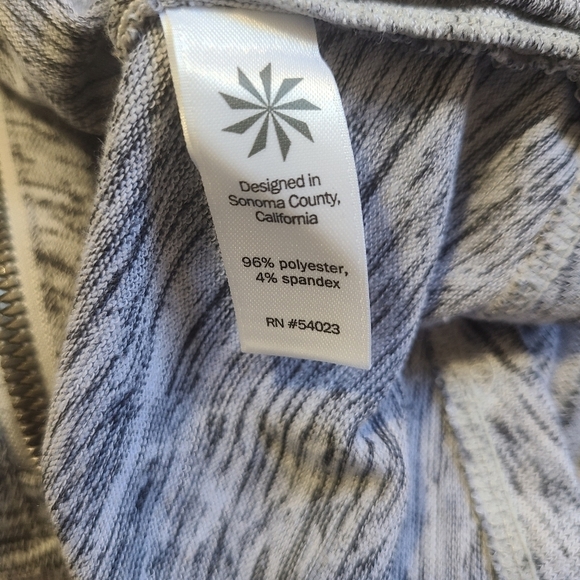 Designed in
Sonoma County,
California
96% polyester,
4% spandex
RN #54023